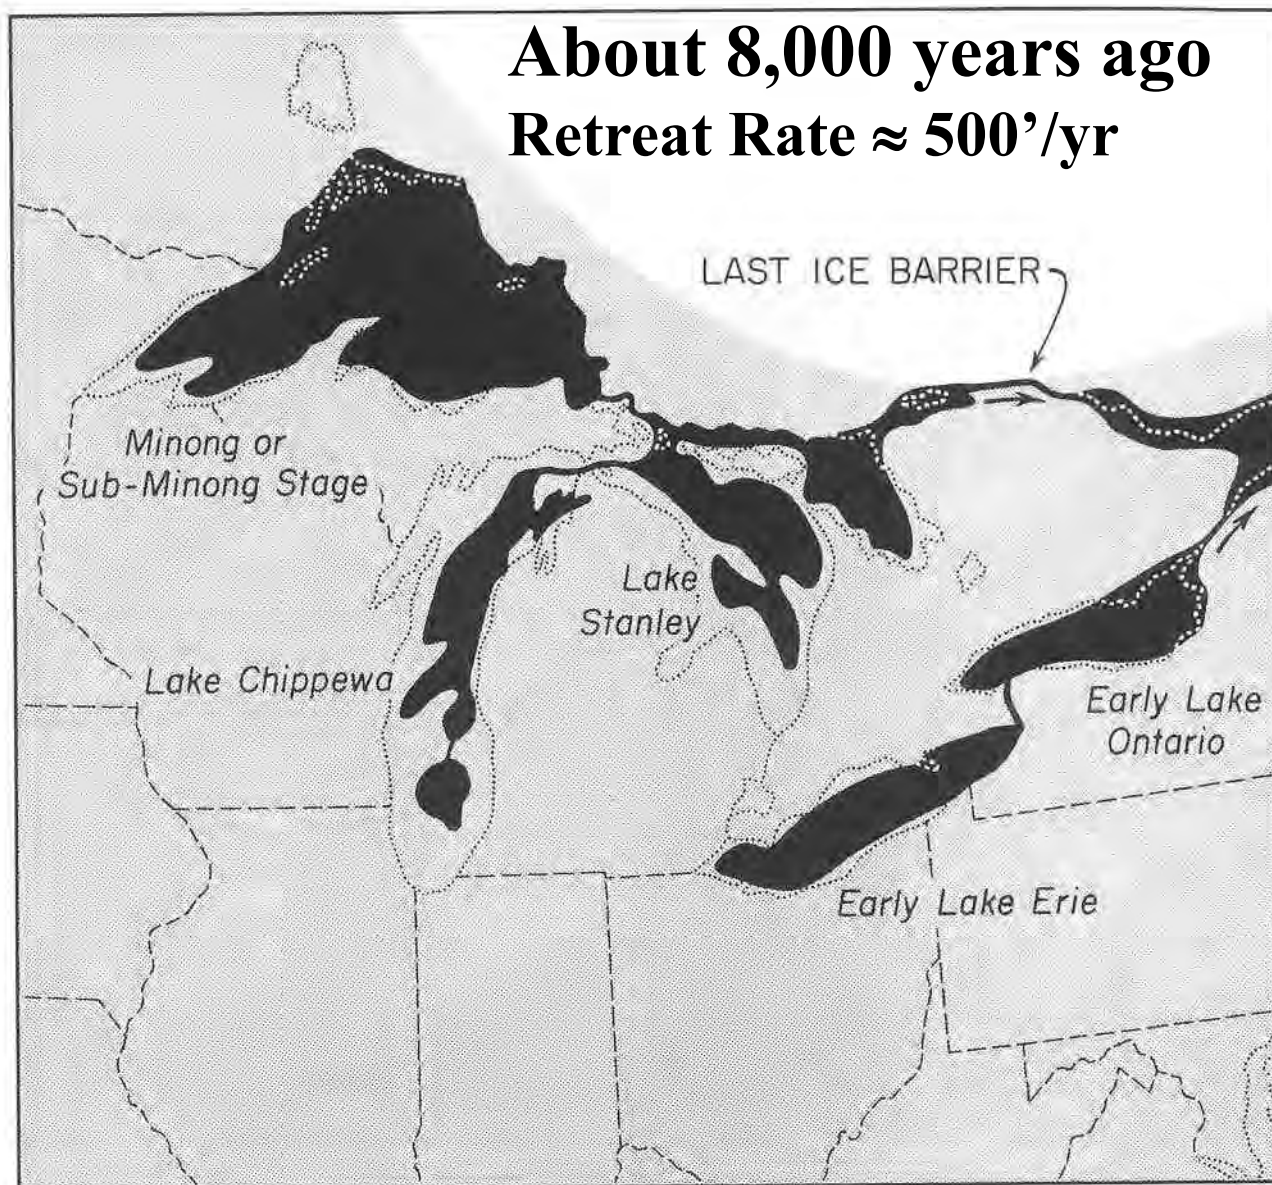 About 8,000 years ago
Retreat Rate ≈ 500’/yr
LAST ICE BARRIER
Minong or
Sub-Minong Stage
Lake
Stanley
Lake Chippewa
Early Lake
Ontario
Early Lake Erie